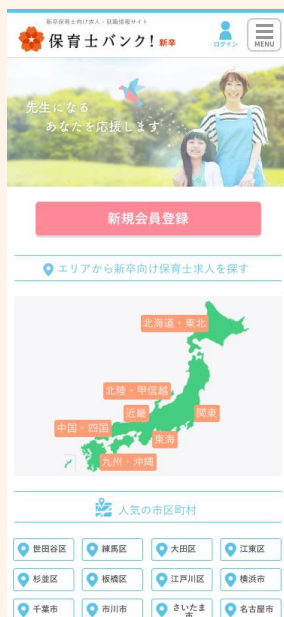 新卒保育士向け求人・就職情報サイト
保育士バンク! 新卒
ログイン
MENU
先生になる
あなたを応援します
新規会員登録
エリアから新卒向け保育士求人を探す
北海道・東北
北陸・甲信越
近畿
関東
中国・四国
東海
九州・沖縄
人気の市区町村
世田谷区
練馬区
大田区
江東区
杉並区
板橋区
江戸川区
横浜市
千葉市
市川市
さいたま
市
名古屋市